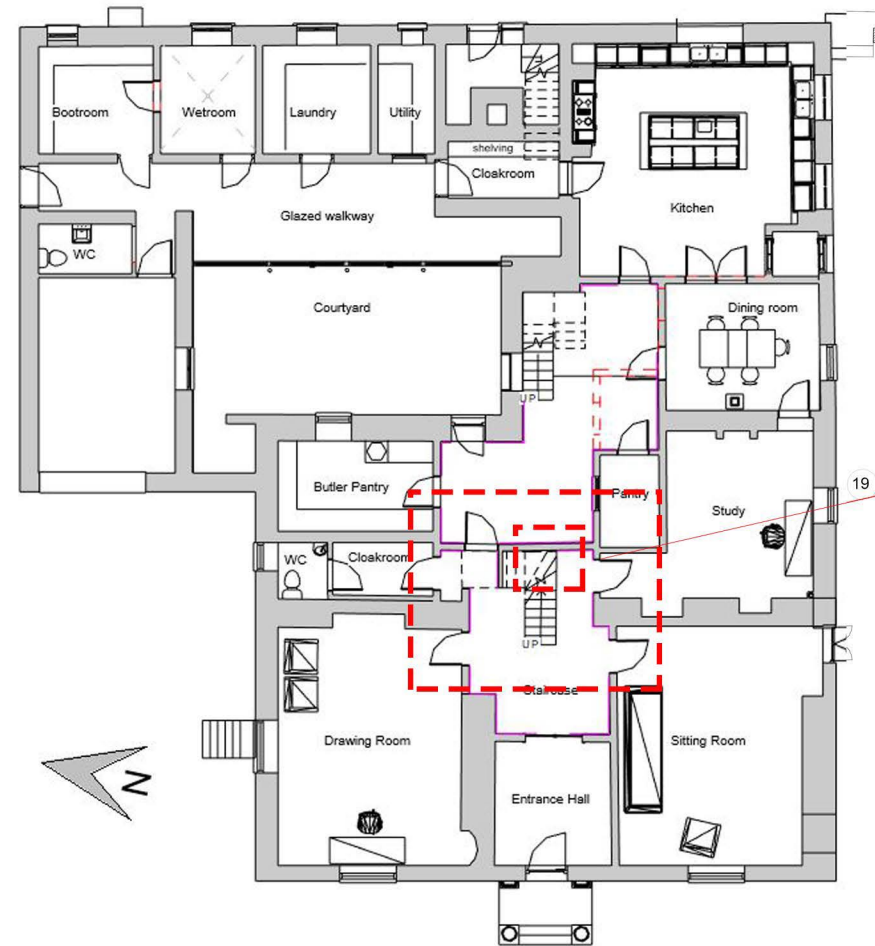 Bootroom
Wetroom
Laundry
Utility
shelving
Cloakroom
Kitchen
Glazed walkway
WC
Courtyard
Dining room
UP
Butler Pantry
Pantry
Study
19
WC
Cloakroom
UP
Staircase
Drawing Room
Sitting Room
Entrance Hall
N